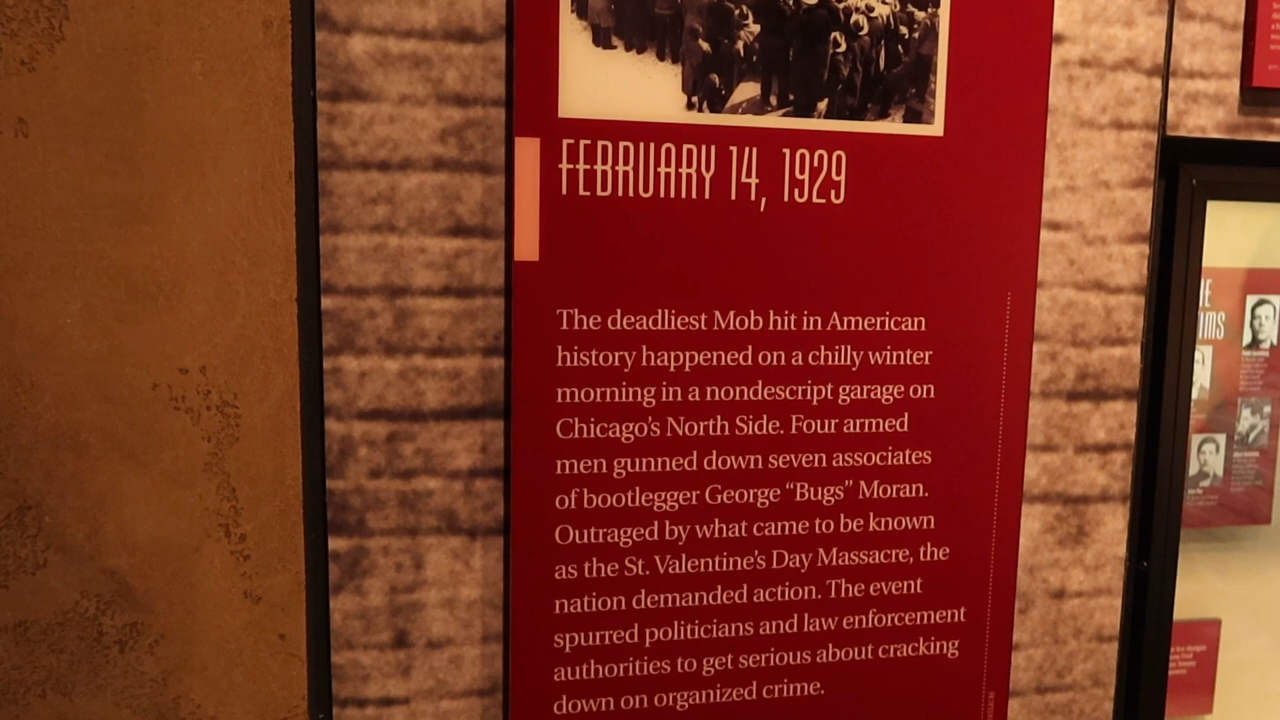 FEBRUARY 14, 1929
The deadliest Mob hit in American
history happened on a chilly winter
morning in a nondescript garage on
Chicago's North Side. Four armed
men gunned down seven associates
of bootlegger George “Bugs” Moran.
Outraged by what came to be known
as the St. Valentine's Day Massacre, the
nation demanded action. The event
spurred politicians and law enforcement
authorities to get serious about cracking
down on organized crime.